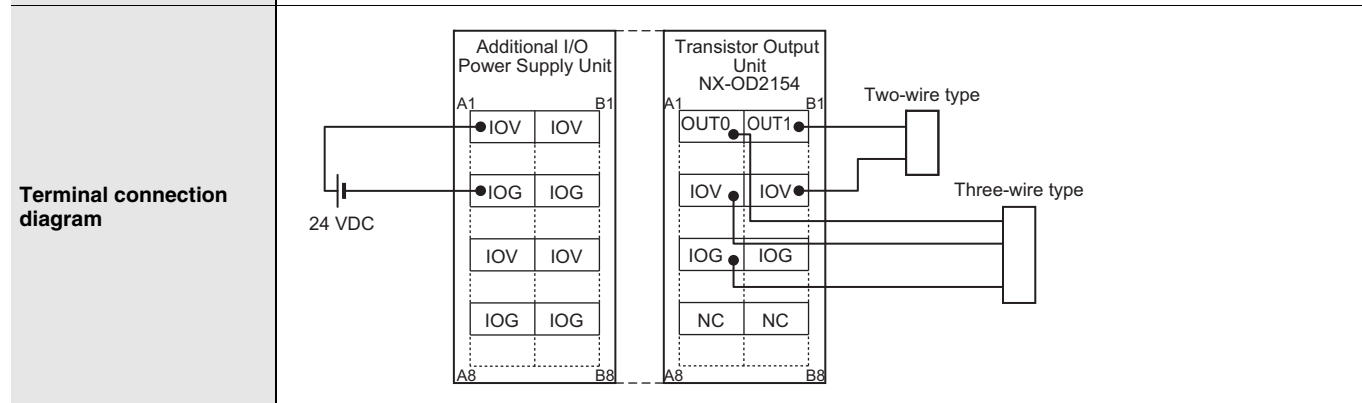 Terminal connection
diagram
Additional I/O
Power Supply Unit
A1 B1
IOV IOV
IOG IOG
IOV IOV
IOG IOG
A8 B8
24 VDC
Transistor Output
Unit
NX-OD2154
A1 B1
OUT0 OUT1
IOV IOV
IOG IOG
NC NC
A8 B8
Two-wire type
Three-wire type